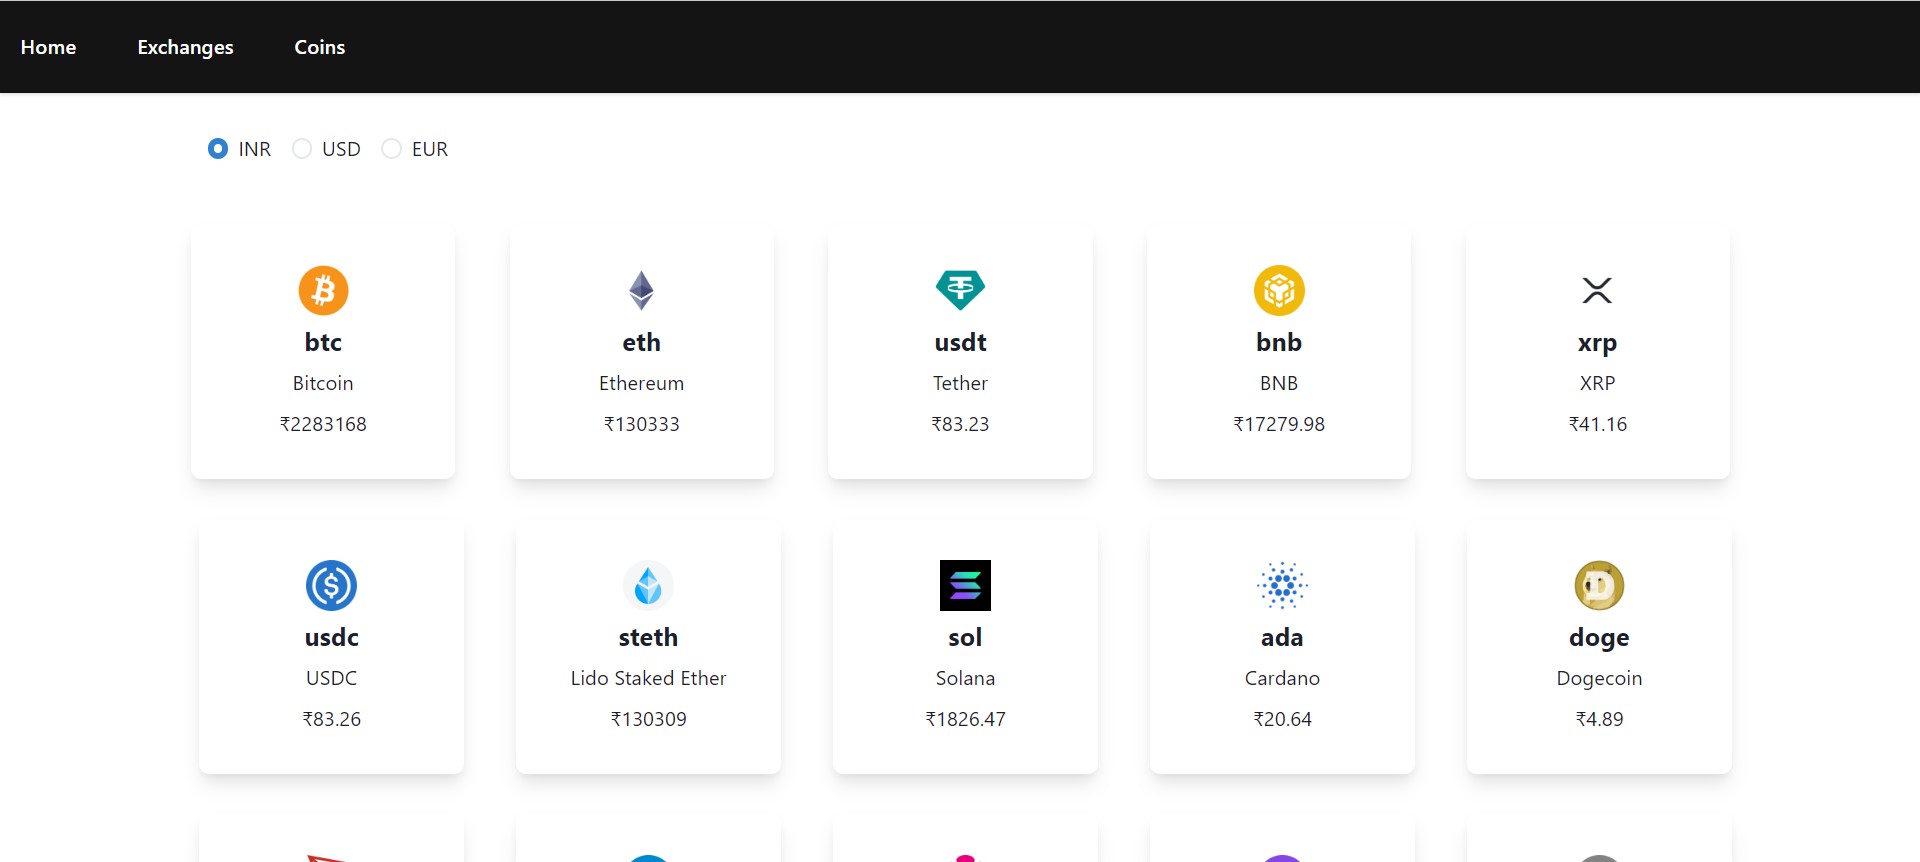 Home Exchanges Coins
INR USD EUR
btc
Bitcoin
₹2283168
eth
Ethereum
₹130333
usdt
Tether
₹83.23
bnb
BNB
₹17279.98
xrp
XRP
₹41.16
usdc
USDC
₹83.26
steth
Lido Staked Ether
₹130309
sol
Solana
₹1826.47
ada
Cardano
₹20.64
doge
Dogecoin
₹4.89